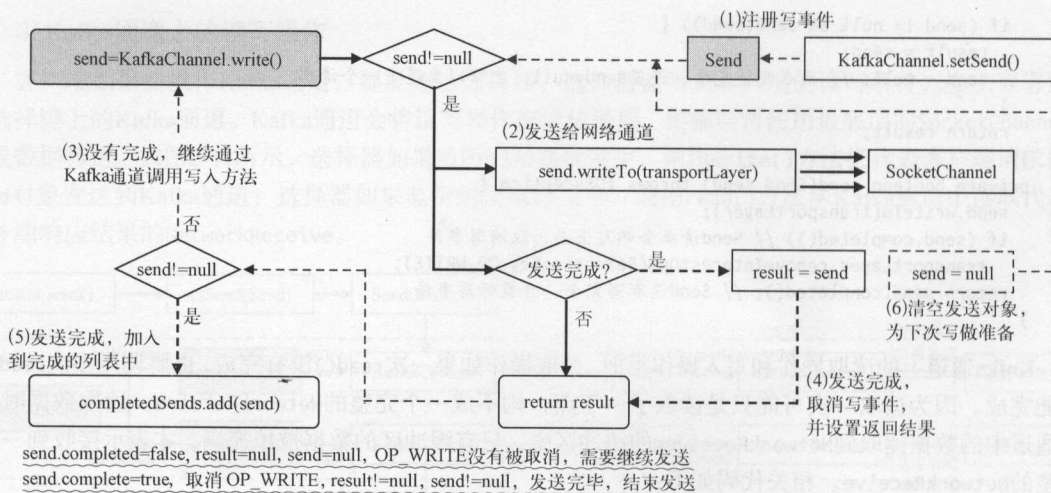 (1)注册写事件
send=KafkaChannel.write()
send!=null
Send
KafkaChannel.setSend()
是
(2)发送给网络通道
(3)没有完成，继续通过
Kafka通道调用写入方法
send.writeTo(transportLayer)
SocketChannel
否
send!=null
发送完成?
是
result = send
send = null
是
否
(6)清空发送对象，
为下次写做准备
(5)发送完成，加入
到完成的列表中
completedSends.add(send)
return result
(4)发送完成，
取消写事件，
并设置返回结果
send.completed=false, result=null, send=null, OP_WRITE没有被取消，需要继续发送
send.complete=true, 取消 OP_WRITE, result!=null, send!=null, 发送完毕，结束发送